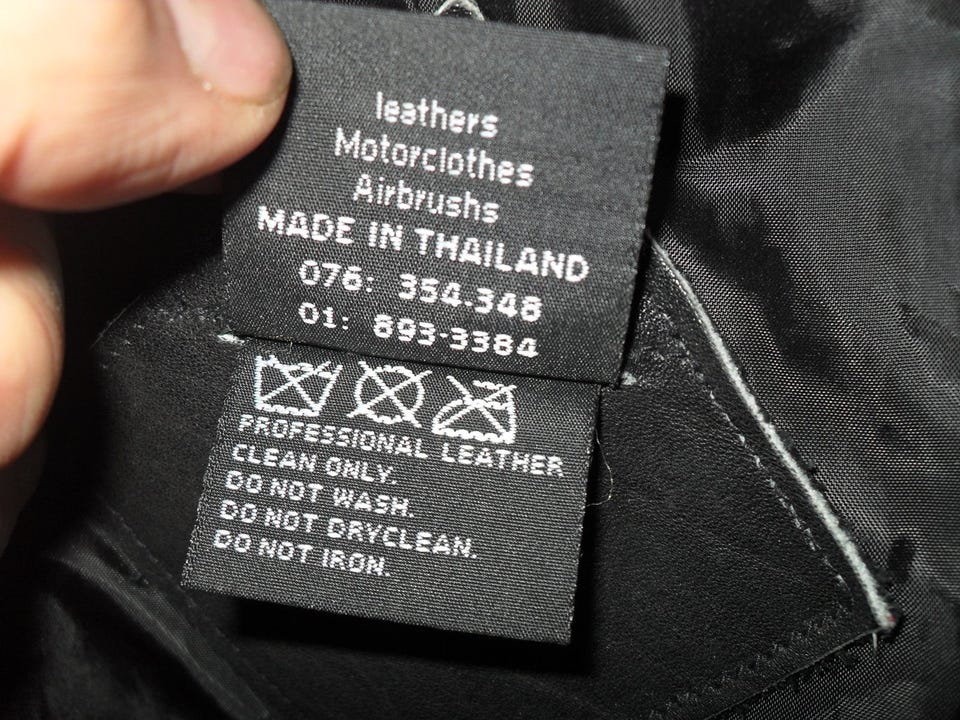 leathers
Motorclothes
Airbrushs
MADE IN THAILAND
076: 354-348
01: 893-3384
PROFESSIONAL LEATHER
CLEAN ONLY.
DO NOT WASH.
DO NOT DRYCLEAN.
DO NOT IRON.